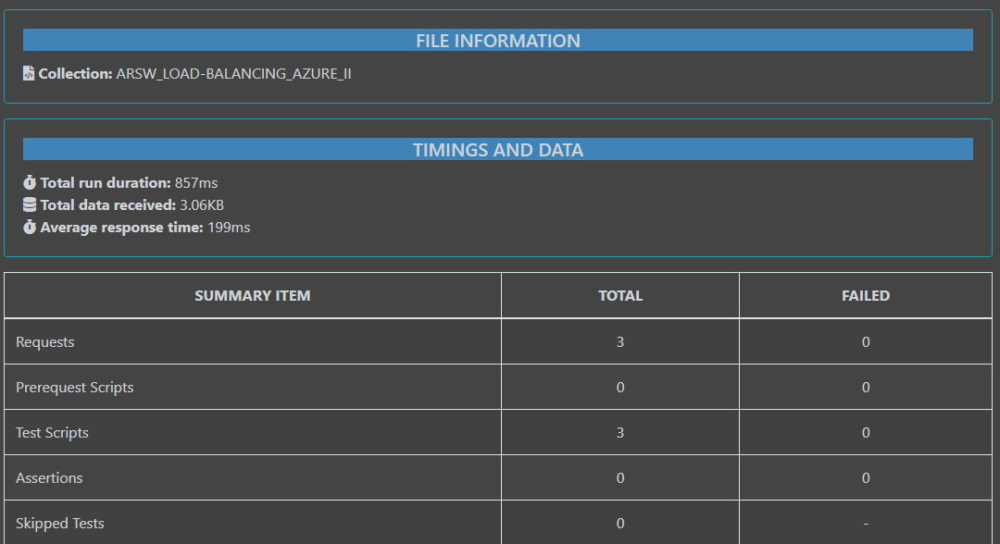 FILE INFORMATION
Collection: ARSW_LOAD-BALANCING_AZURE_II
TIMINGS AND DATA
Total run duration: 857ms
Total data received: 3.06KB
Average response time: 199ms
SUMMARY ITEM TOTAL FAILED
Requests 3 0
Prerequest Scripts 0 0
Test Scripts 3 0
Assertions 0 0
Skipped Tests 0 -